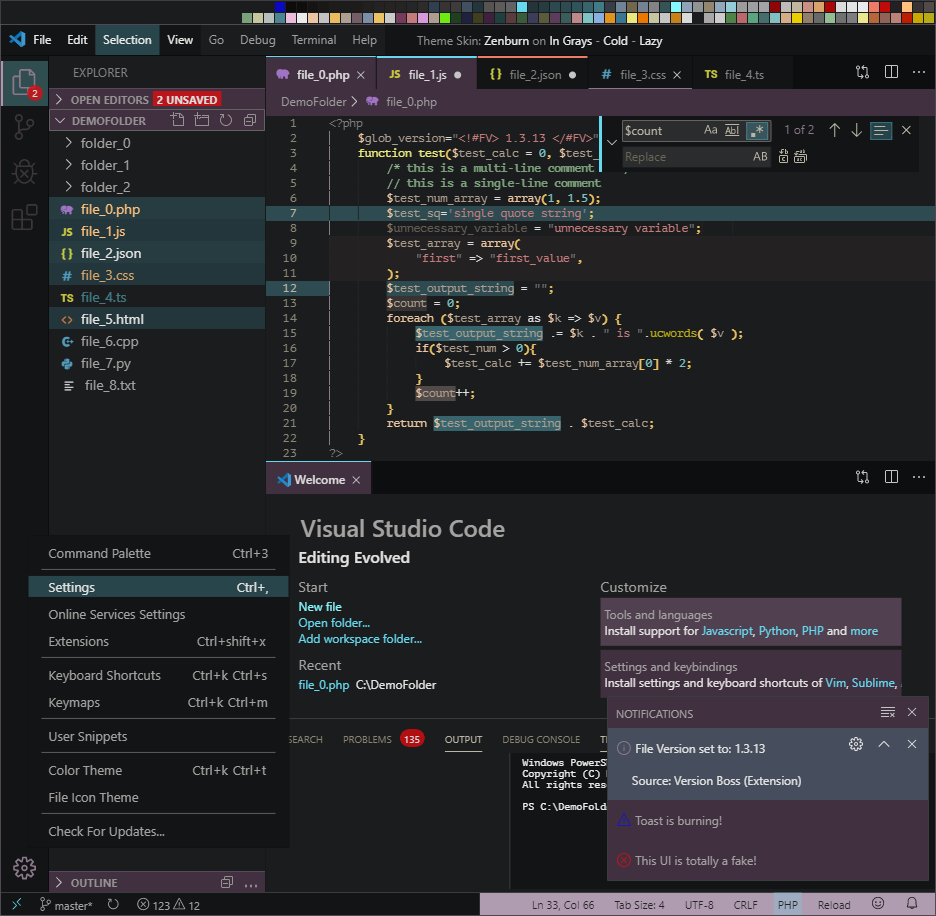 File Edit Selection View Go Debug Terminal Help Theme Skin: Zenburn on In Grays - Cold - Lazy
2
EXPLORER
OPEN EDITORS 2 UNSAVED
DEMOFOLDER
folder_0
folder_1
folder_2
file_0.php
JS file_1.js
{} file_2.json
# file_3.css
TS file_4.ts
<> file_5.html
file_6.cpp
file_7.py
file_8.txt
file_0.php × JS file_1.js ● {} file_2.json ● # file_3.css × TS file_4.ts
DemoFolder > file_0.php
$count Aa Abl .* 1 of 2
Replace AB
1 <?php
2 $glob_version="<!#FV> 1.3.13 </#FV>"
3 function test($test_calc = 0, $test_
4 /* this is a multi-line comment
5 // this is a single-line comment
6 $test_num_array = array(1, 1.5);
7 $test_sq='single quote string';
8 $unnecessary_variable = "unnecessary variable";
9 $test_array = array(
10 "first" => "first_value",
11 );
12 $test_output_string = "";
13 $count = 0;
14 foreach ($test_array as $k => $v) {
15 $test_output_string .= $k . " is ".ucwords( $v );
16 if($test_num > 0){
17 $test_calc += $test_num_array[0] * 2;
18 }
19 $count++;
20 }
21 return $test_output_string . $test_calc;
22 }
23 ?>
Welcome ×
Visual Studio Code
Editing Evolved
Start
New file
Open folder...
Add workspace folder...
Recent
file_0.php C:\DemoFolder
Customize
Tools and languages
Install support for Javascript, Python, PHP and more
Settings and keybindings
Install settings and keyboard shortcuts of Vim, Sublime,
Command Palette Ctrl+3
Settings Ctrl+,
Online Services Settings
Extensions Ctrl+shift+x
Keyboard Shortcuts Ctrl+k Ctrl+s
Keymaps Ctrl+k Ctrl+m
User Snippets
Color Theme Ctrl+k Ctrl+t
File Icon Theme
Check For Updates...
SEARCH PROBLEMS 135 OUTPUT DEBUG CONSOLE
Windows PowerS
Copyright (C)
All rights rese
PS C:\DemoFold
NOTIFICATIONS
File Version set to: 1.3.13
Source: Version Boss (Extension)
Toast is burning!
This UI is totally a fake!
OUTLINE
master* 123 12 Ln 33, Col 66 Tab Size: 4 UTF-8 CRLF PHP Reload